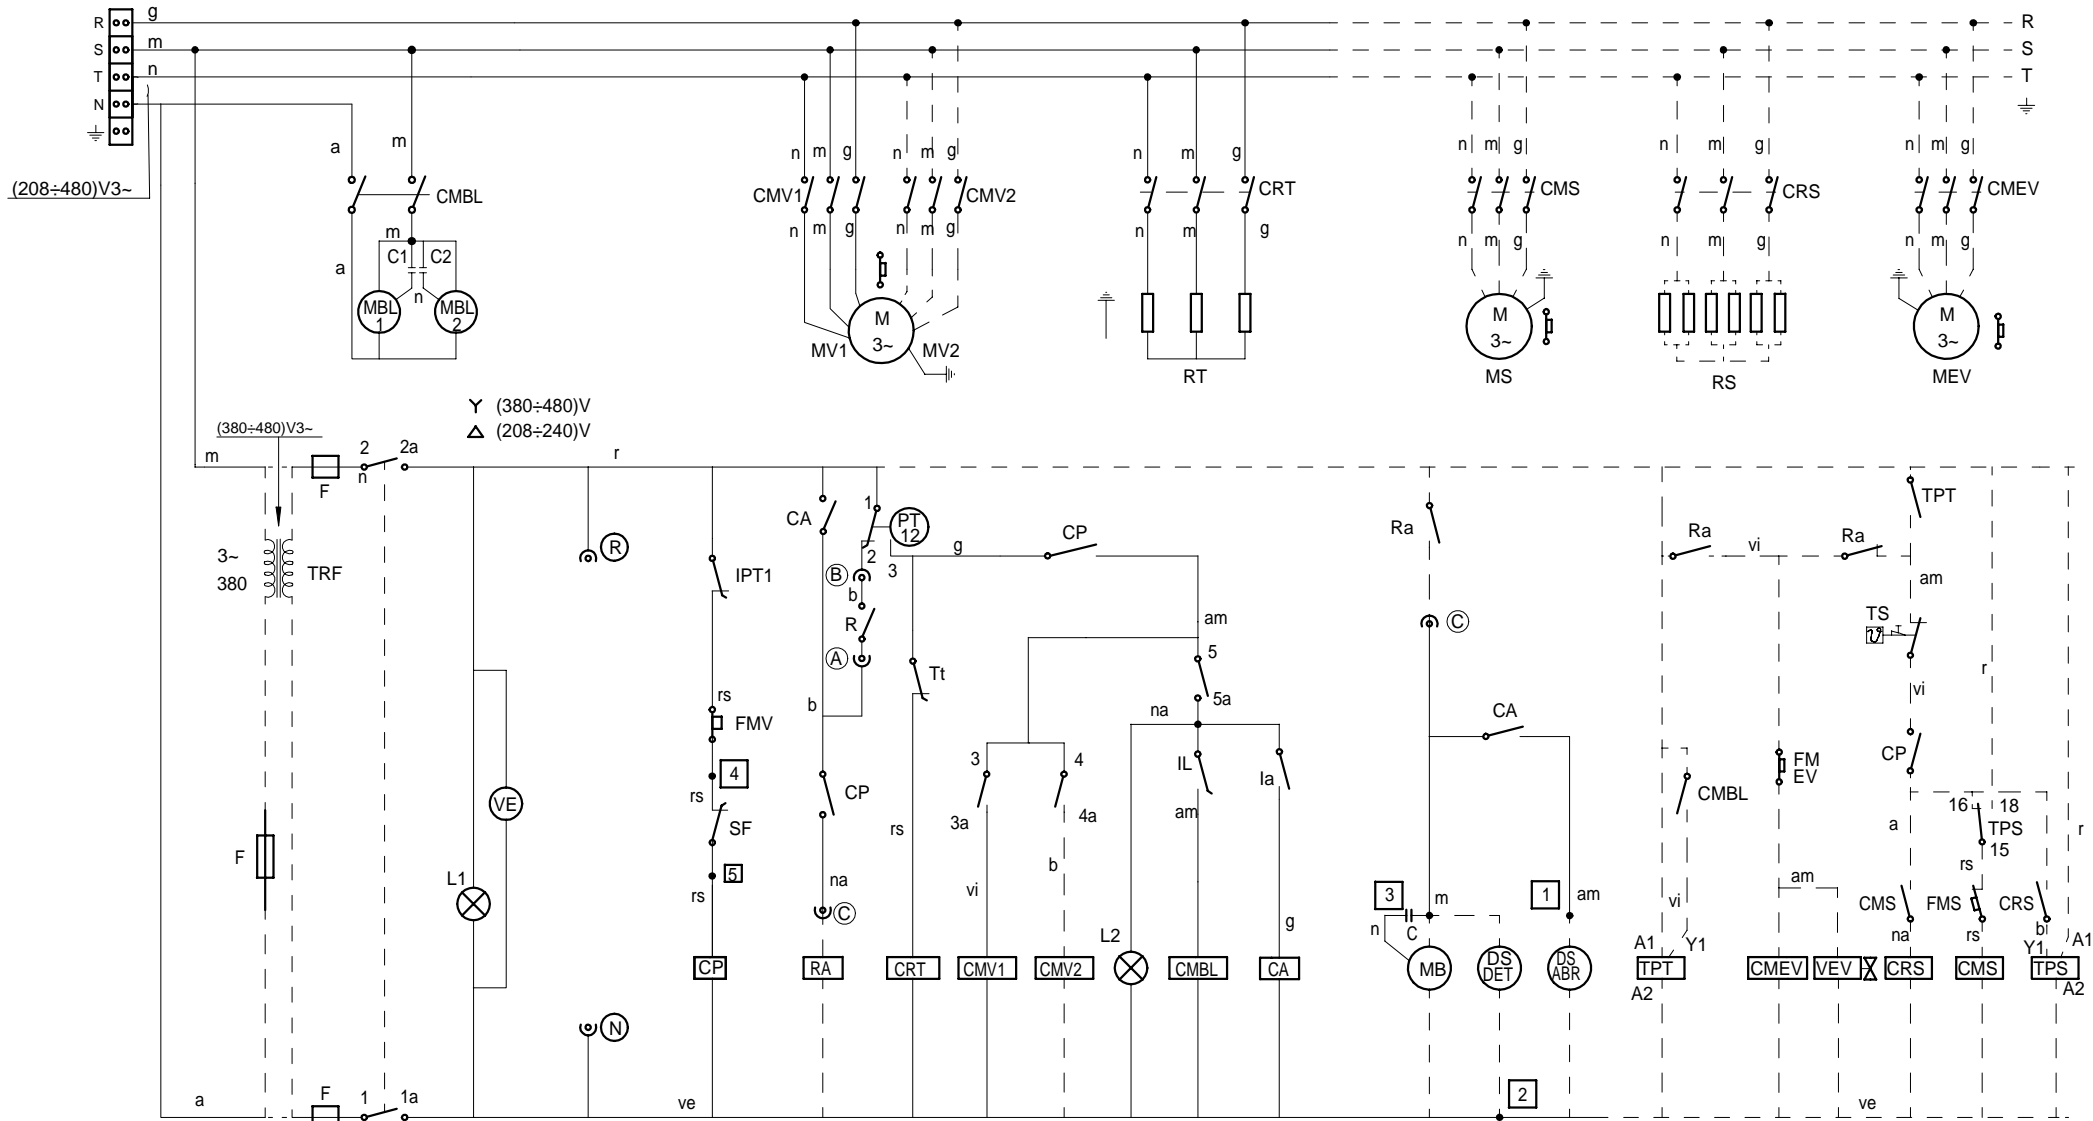 R g R
S m S
T n T
N
(208÷480)V3~
a m n m g n m g n m g n m g n m g n m g
CMBL CMV1 CMV2 CRT CMS CRS CMEV
m n m g n m g n m g n m g n m g n m g
C1 C2
a n
MBL 1 MBL 2
M 3~ M 3~ M 3~
MV1 MV2 RT MS RS MEV
Y (380÷480)V
△ (208÷240)V
(380÷480)V3~
m 2 2a r
F n
TPT
CA 1 PT 12 Ra
2 g CP Ra vi Ra
R 3
3~ 380 TRF IPT1 B am
b
R am C TS
A 5
Tt r
rs b 5a vi
FMV na CA
4 3 4 IL Ia CP
FM EV
rs CP CMBL 16 18
VE SF 3a 4a am a TPS r
F rs 15
5 b rs
L1 na vi am
rs 3 m 1 am vi CMS FMS CRS
C n C g na rs b
L2 A1 Y1 Y1 A1
CP RA CRT CMV1 CMV2 CMBL CA MB DS DET DS ABR TPT CMEV VEV CRS CMS TPS
A2 A2
N
F 1 1a 2
a ve ve